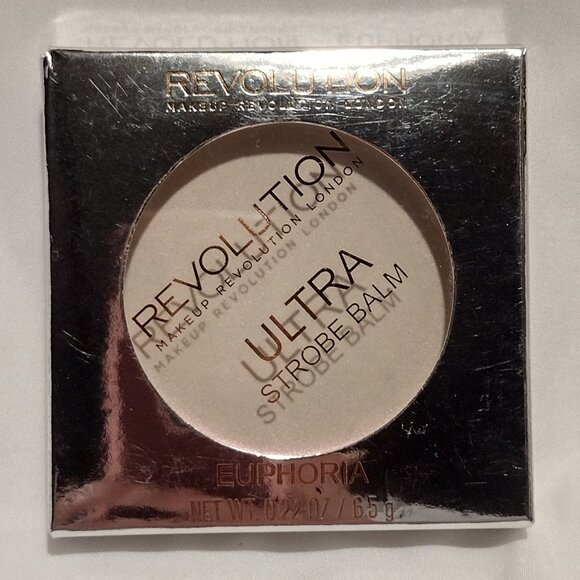 REVOLUTION
MAKEUP REVOLUTION LONDON
REVOLUTION
MAKEUP REVOLUTION LONDON
ULTRA
STROBE BALM
EUPHORIA
NET WT 0.22 OZ / 6.5 g